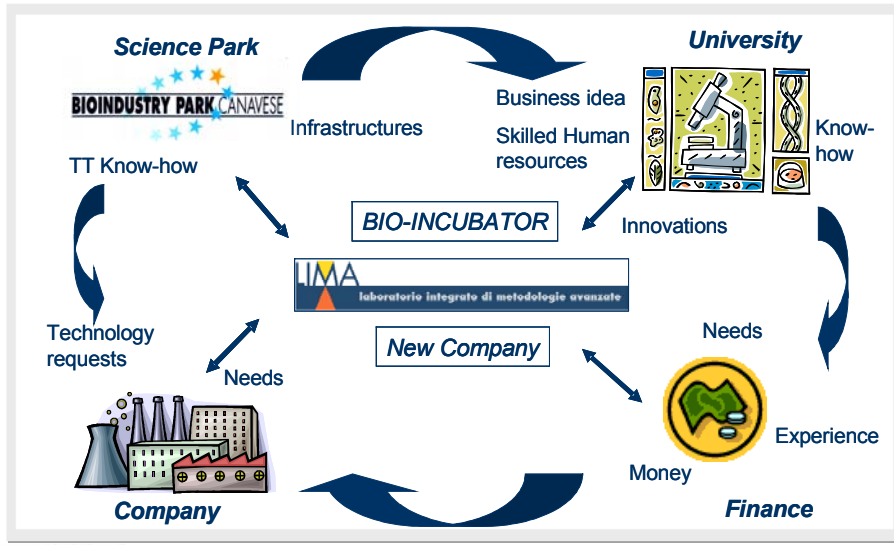 Science Park
University
BIOINDUSTRY PARK CANAVESE
Infrastructures
Business idea
Skilled Human
resources
Know-
how
TT Know-how
BIO-INCUBATOR
Innovations
LIMA
laboratorio integrato di metodologie avanzate
Technology
requests
New Company
Needs
Needs
Experience
Money
Company
Finance